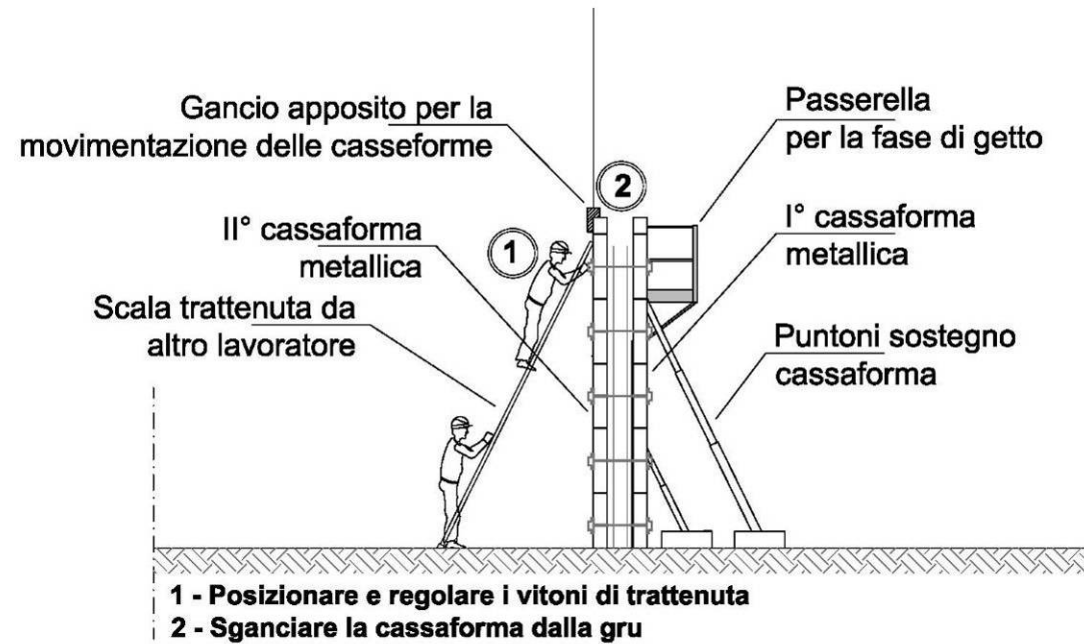 Gancio apposito per la
movimentazione delle casseforme
2
Passerella
per la fase di getto
II° cassaforma
metallica
1
I° cassaforma
metallica
Scala trattenuta da
altro lavoratore
Puntoni sostegno
cassaforma
1 - Posizionare e regolare i vitoni di trattenuta
2 - Sganciare la cassaforma dalla gru